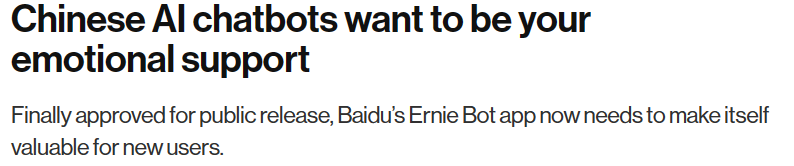 Chinese AI chatbots want to be your
emotional support
Finally approved for public release, Baidu’s Ernie Bot app now needs to make itself
valuable for new users.